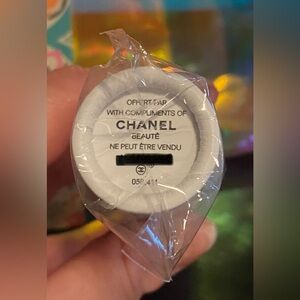 OFFERT PAR
WITH COMPLIMENTS OF
CHANEL
BEAUTÉ
NE PEUT ÊTRE VENDU